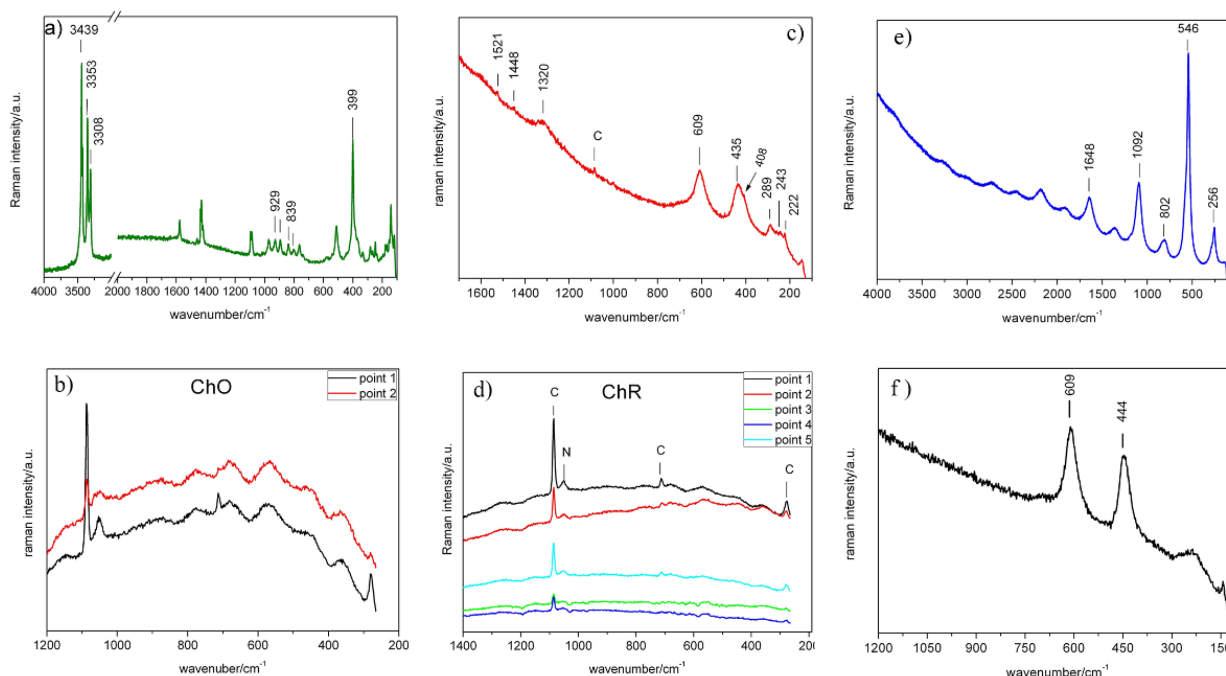 a)
3439
3353
3308
929
839
399
Raman intensity/a.u.
4000 3500 2000 1800 1600 1400 1200 1000 800 600 400 200
wavenumber/cm-1
c)
1521
1448
1320
C
609
435
408
289
243
222
raman intensity/a.u.
1600 1400 1200 1000 800 600 400 200
wavenumber/cm-1
e)
546
1648
1092
802
256
Raman intensity/a.u.
4000 3500 3000 2500 2000 1500 1000 500
wavenumber/cm-1
b)
ChO
point 1
point 2
raman intensity/a.u.
1200 1000 800 600 400 200
wavenuber/cm-1
d)
ChR
C
N
C
C
point 1
point 2
point 3
point 4
point 5
Raman intensity/a.u.
1400 1200 1000 800 600 400 200
wavenumber/cm-1
f )
609
444
raman intensity/a.u.
1200 1050 900 750 600 450 300 150
wavenumber/cm-1